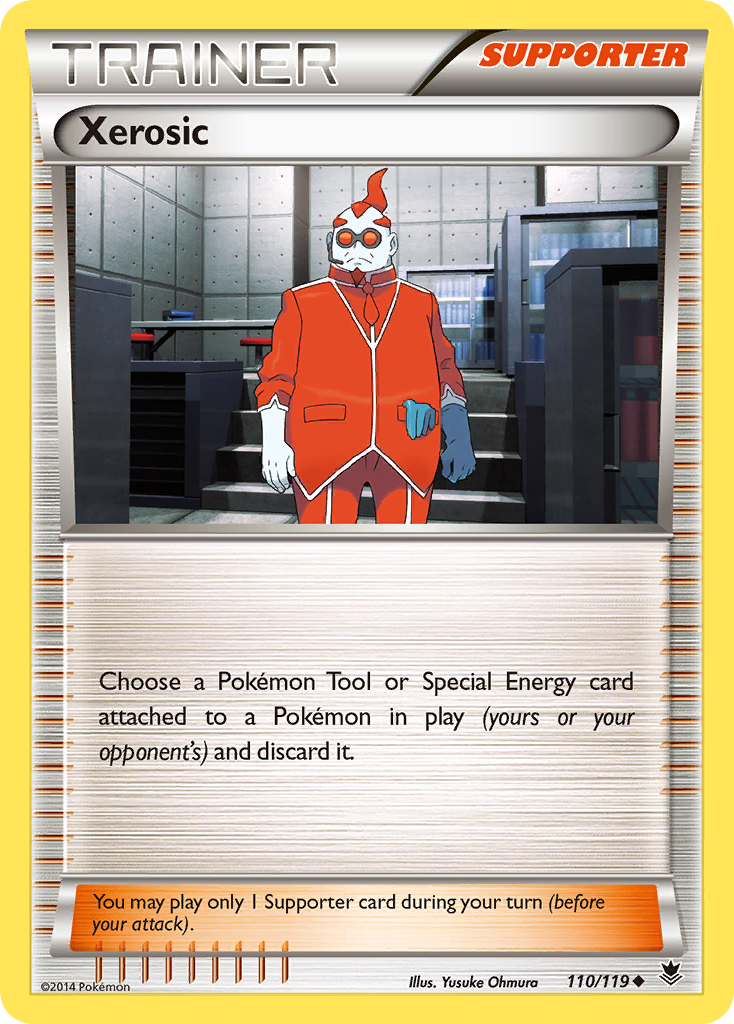 TRAINER
SUPPORTER
Xerosic
Choose a Pokémon Tool or Special Energy card
attached to a Pokémon in play (yours or your
opponent's) and discard it.
You may play only 1 Supporter card during your turn (before
your attack).
©2014 Pokémon
Illus. Yusuke Ohmura
110/119